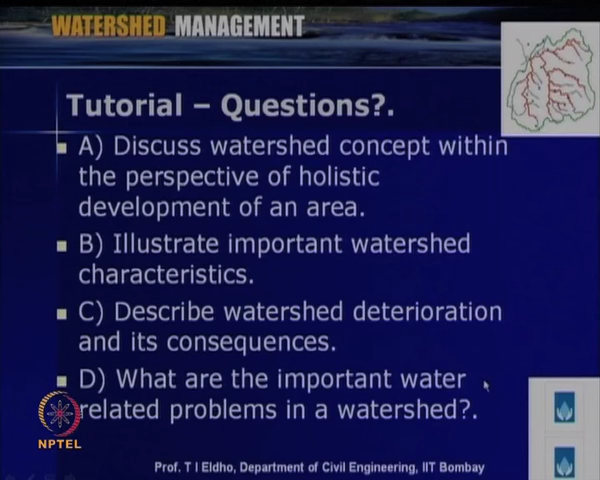 WATERSHED MANAGEMENT
Tutorial – Questions?.
A) Discuss watershed concept within
the perspective of holistic
development of an area.
B) Illustrate important watershed
characteristics.
C) Describe watershed deterioration
and its consequences.
D) What are the important water
related problems in a watershed?.
NPTEL
Prof. T I Eldho, Department of Civil Engineering, IIT Bombay